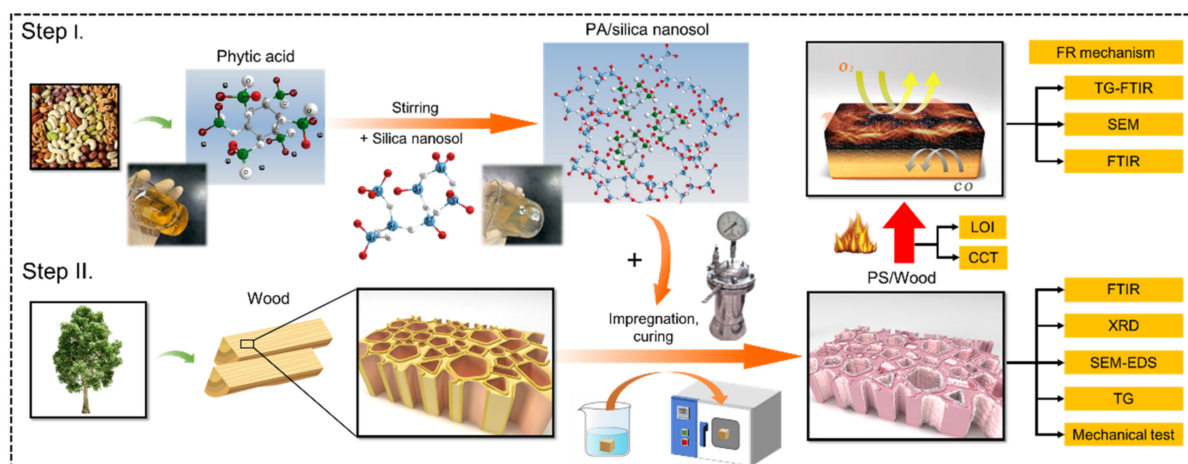 Step I.
Phytic acid
Stirring
+ Silica nanosol
PA/silica nanosol
O₂
CO
FR mechanism
TG-FTIR
SEM
FTIR
LOI
CCT
Step II.
Wood
+
Impregnation,
curing
PS/Wood
FTIR
XRD
SEM-EDS
TG
Mechanical test